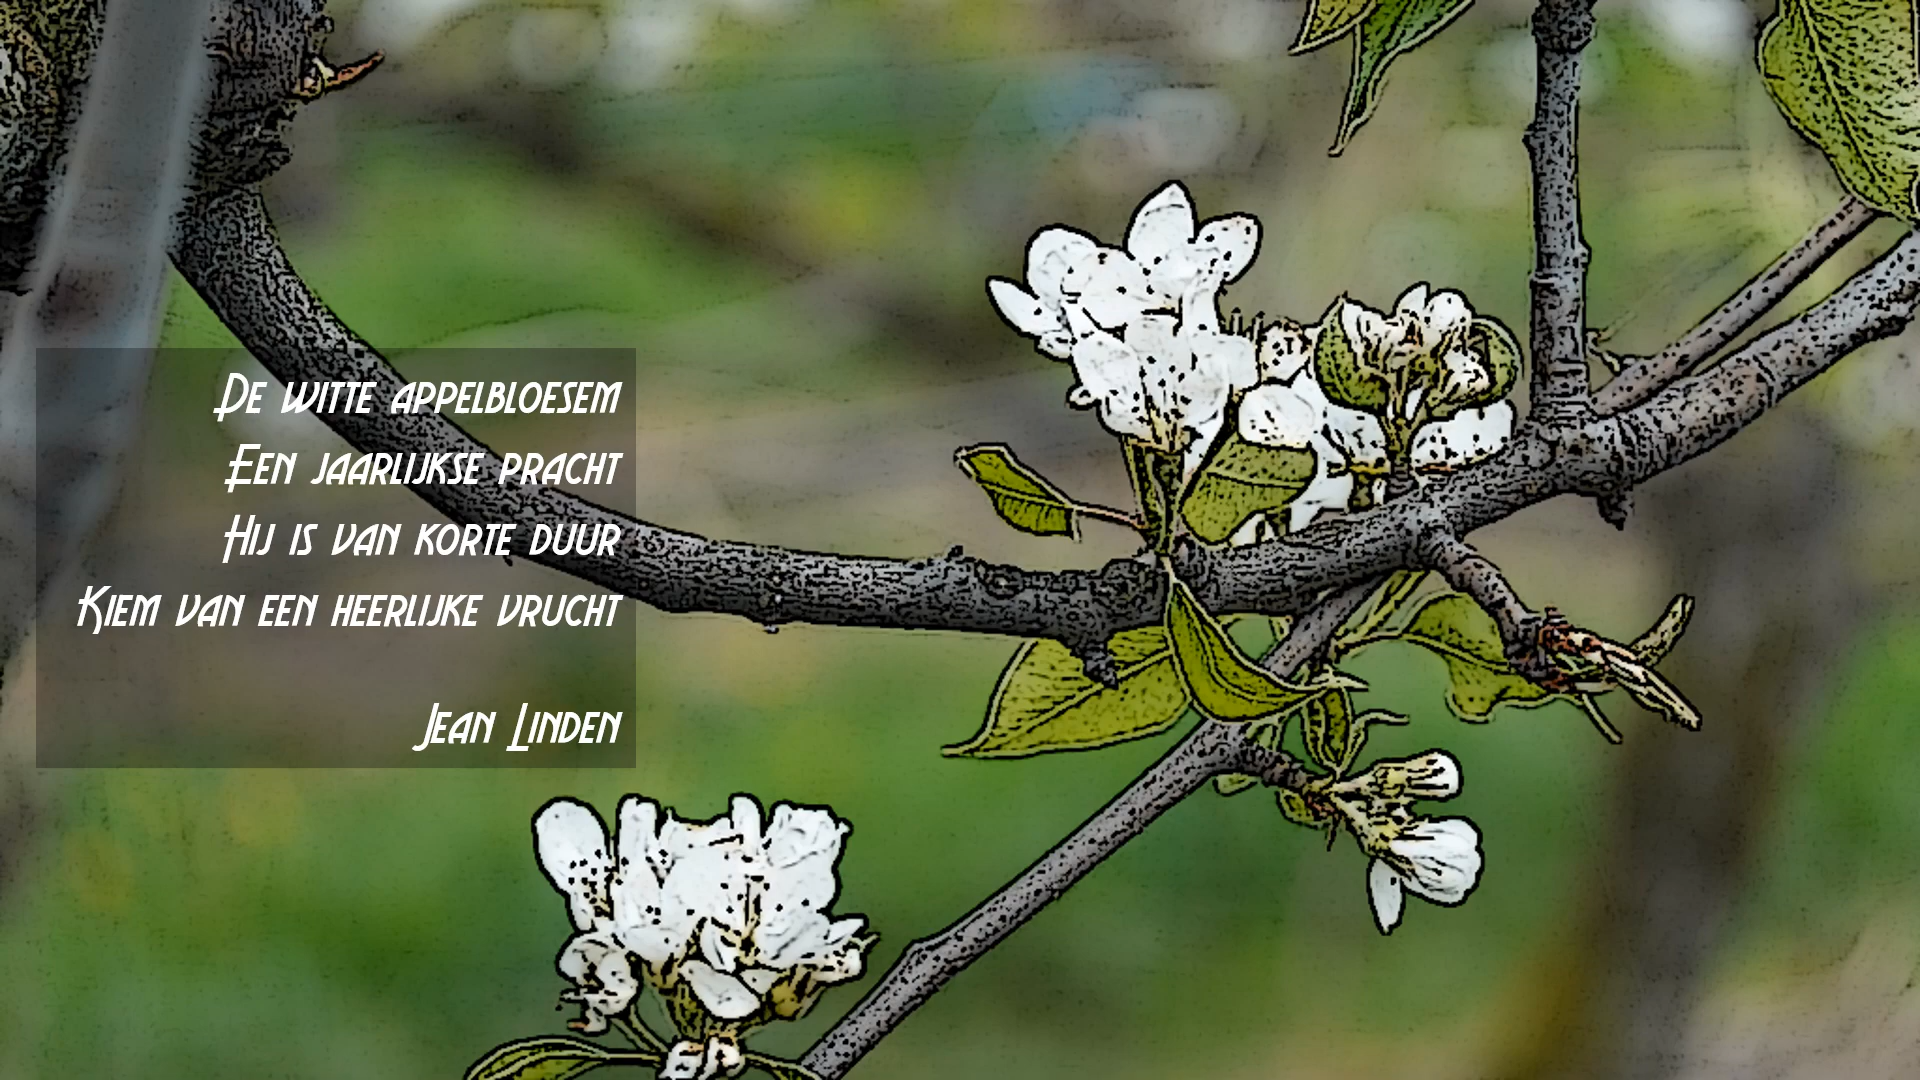 De witte appelbloesem
Een jaarlijkse pracht
Hij is van korte duur
Kiem van een heerlijke vrucht
Jean Linden